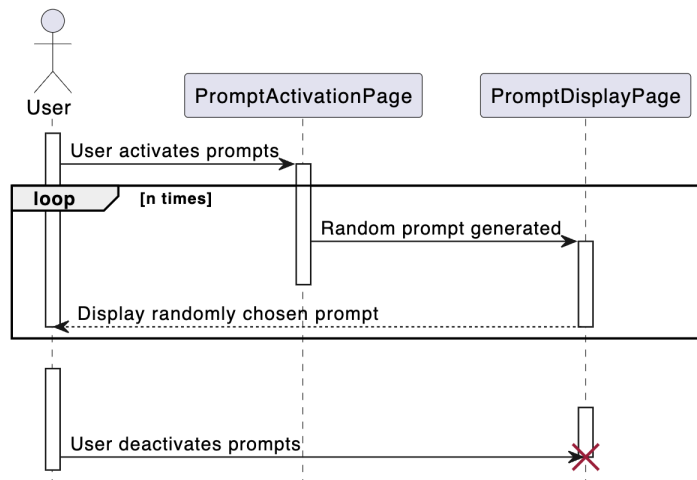 User
PromptActivationPage
PromptDisplayPage
User activates prompts
loop
[n times]
Random prompt generated
Display randomly chosen prompt
User deactivates prompts